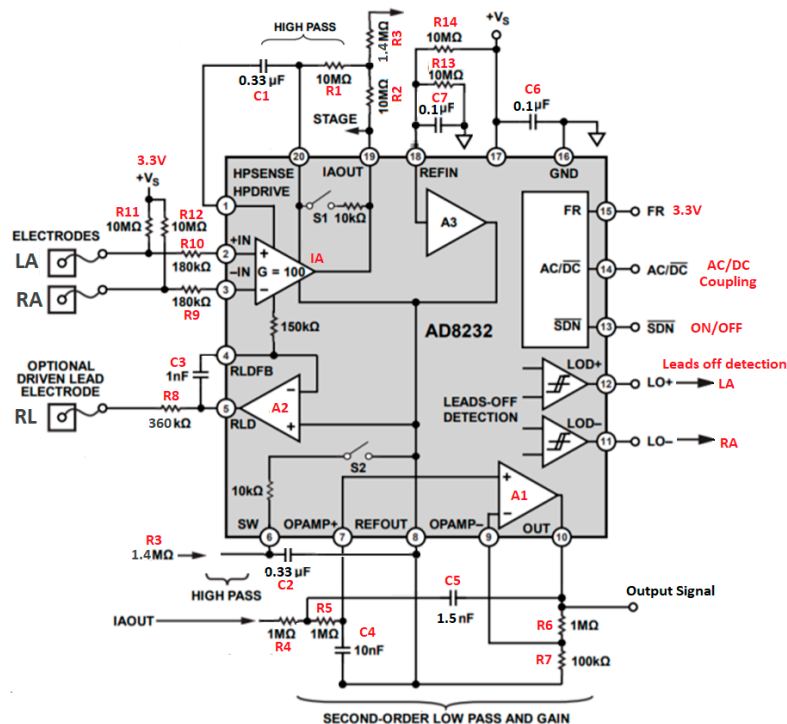 HIGH PASS
1.4MΩ
R3
R14
10MΩ
+VS
0.33 µF
C1
10MΩ
R1
10MΩ
R2
R13
10MΩ
C7
0.1µF
C6
0.1µF
STAGE
20
19
18
17
16
HPSENSE
IAOUT
REFIN
GND
HPDRIVE
3.3V
+VS
1
S1
10kΩ
A3
FR
15
FR
3.3V
R11
10MΩ
R12
10MΩ
ELECTRODES
R10
LA
180kΩ
2
+IN
–IN
G = 100
IA
AC/DC
14
AC/DC
AC/DC
Coupling
RA
180kΩ
R9
3
150kΩ
AD8232
SDN
13
SDN
ON/OFF
OPTIONAL
DRIVEN LEAD
ELECTRODE
C3
1nF
4
RLDFB
LOD+
Leads off detection
12
LO+
LA
RL
R8
360kΩ
5
RLD
A2
–
+
LEADS-OFF
DETECTION
LOD–
11
LO–
RA
S2
10kΩ
A1
+
–
SW
OPAMP+
REFOUT
OPAMP–
OUT
6
7
8
9
10
R3
1.4MΩ
0.33 µF
C2
HIGH PASS
C5
1.5nF
Output Signal
IAOUT
R5
1MΩ
R4
1MΩ
C4
10nF
R6
1MΩ
R7
100kΩ
SECOND-ORDER LOW PASS AND GAIN